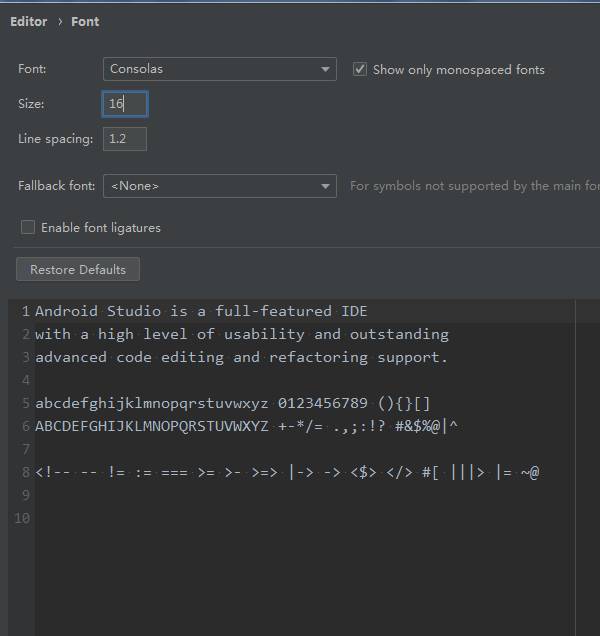 Editor › Font
Font: Consolas Show only monospaced fonts
Size: 16
Line spacing: 1.2
Fallback font: <None> For symbols not supported by the main fo
Enable font ligatures
Restore Defaults
1 Android Studio is a full-featured IDE
2 with a high level of usability and outstanding
3 advanced code editing and refactoring support.
4
5 abcdefghijklmnopqrstuvwxyz 0123456789 (){}[]
6 ABCDEFGHIJKLMNOPQRSTUVWXYZ +-*/= .,;:!? #&$%@|^
7
8 <!-- -- != := === >= >- >=> |-> -> <$> </> #[ |||> |= ~@
9
10